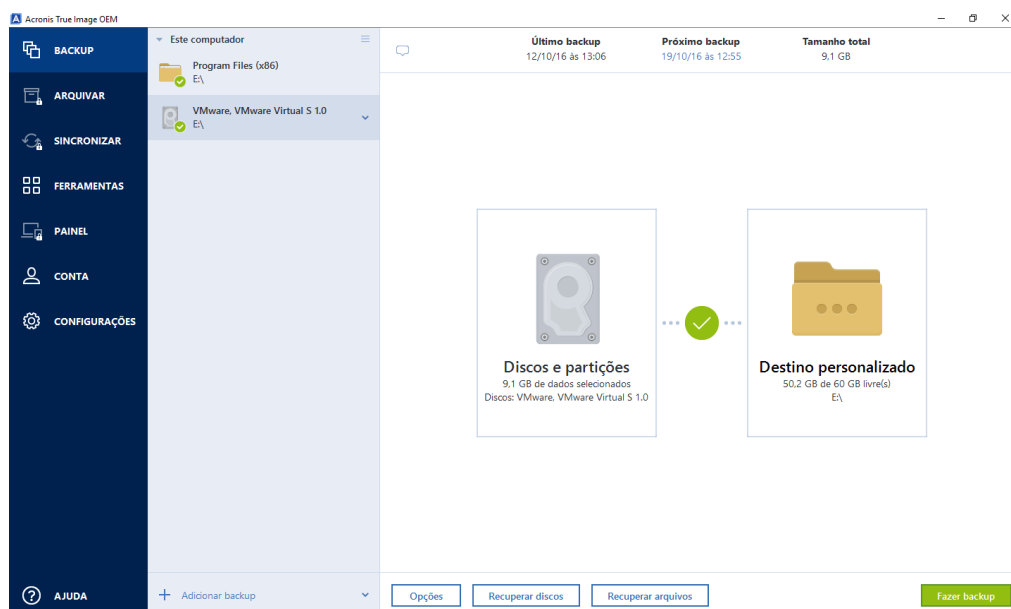 Acronis True Image OEM
BACKUP
ARQUIVAR
SINCRONIZAR
FERRAMENTAS
PAINEL
CONTA
CONFIGURAÇÕES
AJUDA
Este computador
Program Files (x86)
E:\
VMware, VMware Virtual S 1.0
E:\
Adicionar backup
Último backup
12/10/16 às 13:06
Próximo backup
19/10/16 às 12:55
Tamanho total
9,1 GB
Discos e partições
9,1 GB de dados selecionados
Discos: VMware, VMware Virtual S 1.0
Destino personalizado
50,2 GB de 60 GB livre(s)
E:\
Opções
Recuperar discos
Recuperar arquivos
Fazer backup